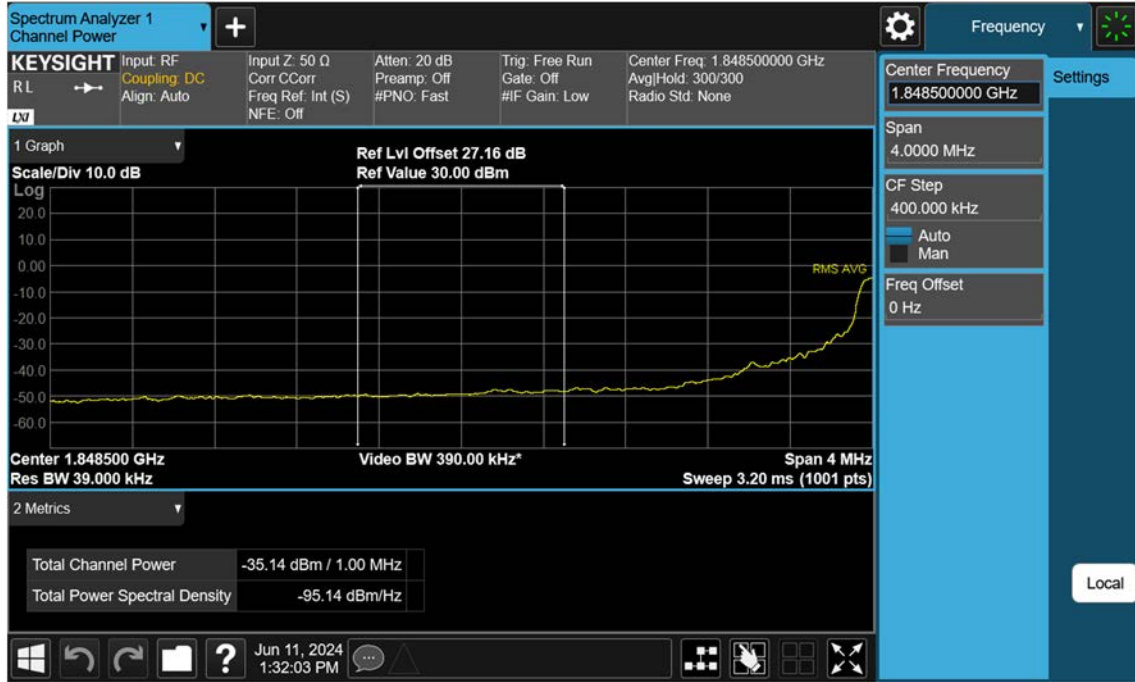 Spectrum Analyzer 1
Channel Power
Frequency
KEYSIGHT
R L
LXI
Input: RF
Coupling: DC
Align: Auto
Input Z: 50 Ω
Corr CCorr
Freq Ref: Int (S)
NFE: Off
Atten: 20 dB
Preamp: Off
#PNO: Fast
Trig: Free Run
Gate: Off
#IF Gain: Low
Center Freq: 1.848500000 GHz
Avg|Hold: 300/300
Radio Std: None
1 Graph
Scale/Div 10.0 dB
Ref Lvl Offset 27.16 dB
Ref Value 30.00 dBm
Log
20.0
10.0
0.00
-10.0
-20.0
-30.0
-40.0
-50.0
-60.0
RMS AVG
Center 1.848500 GHz
Res BW 39.000 kHz
Video BW 390.00 kHz*
Span 4 MHz
Sweep 3.20 ms (1001 pts)
2 Metrics
Total Channel Power -35.14 dBm / 1.00 MHz
Total Power Spectral Density -95.14 dBm/Hz
?
Jun 11, 2024
1:32:03 PM
Center Frequency
1.848500000 GHz
Span
4.0000 MHz
CF Step
400.000 kHz
Auto
Man
Freq Offset
0 Hz
Settings
Local